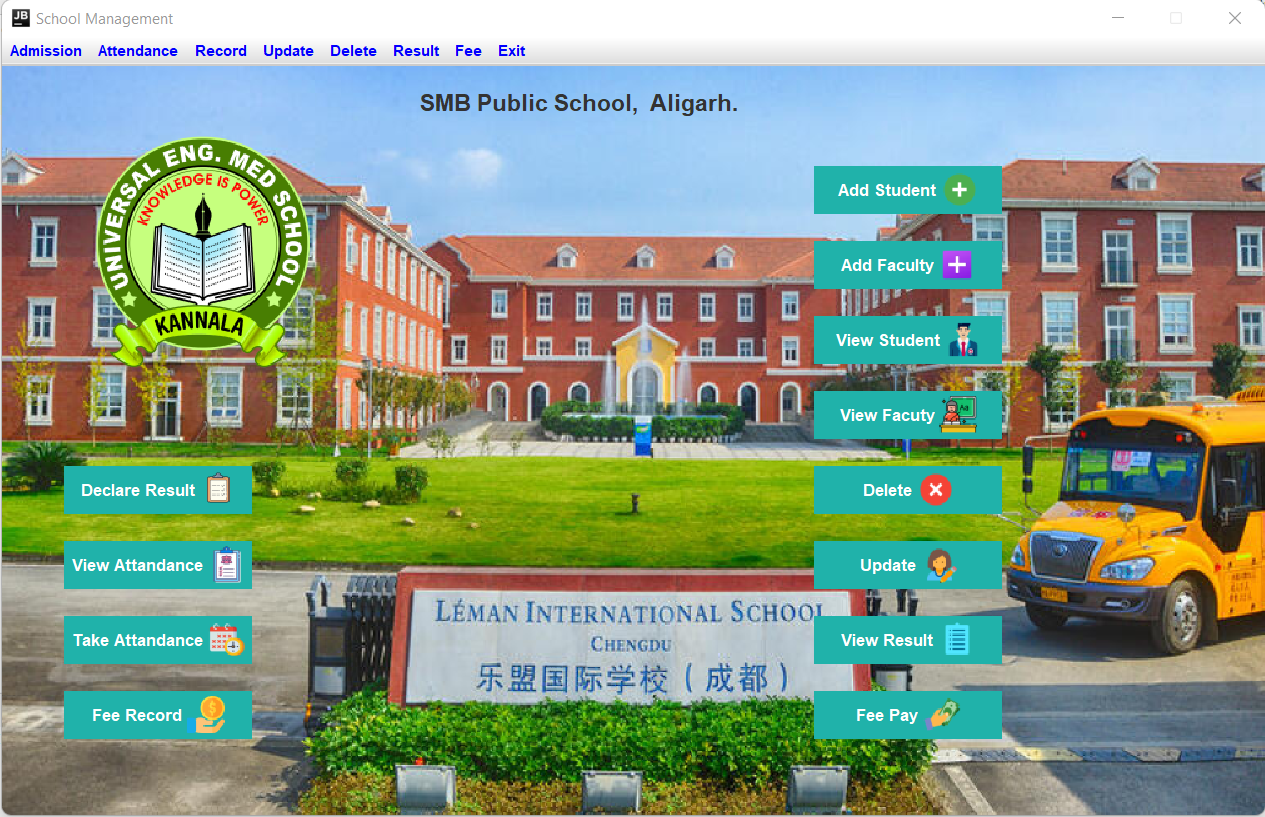 JB School Management
Admission Attendance Record Update Delete Result Fee Exit
SMB Public School, Aligarh.
UNIVERSAL ENG. MED SCHOOL
KNOWLEDGE IS POWER
KANNALA
Add Student
Add Faculty
View Student
View Facuty
Delete
Update
View Result
Fee Pay
Declare Result
View Attandance
Take Attandance
Fee Record
LÉMAN INTERNATIONAL SCHOOL
CHENGDU
乐盟国际学校(成都)